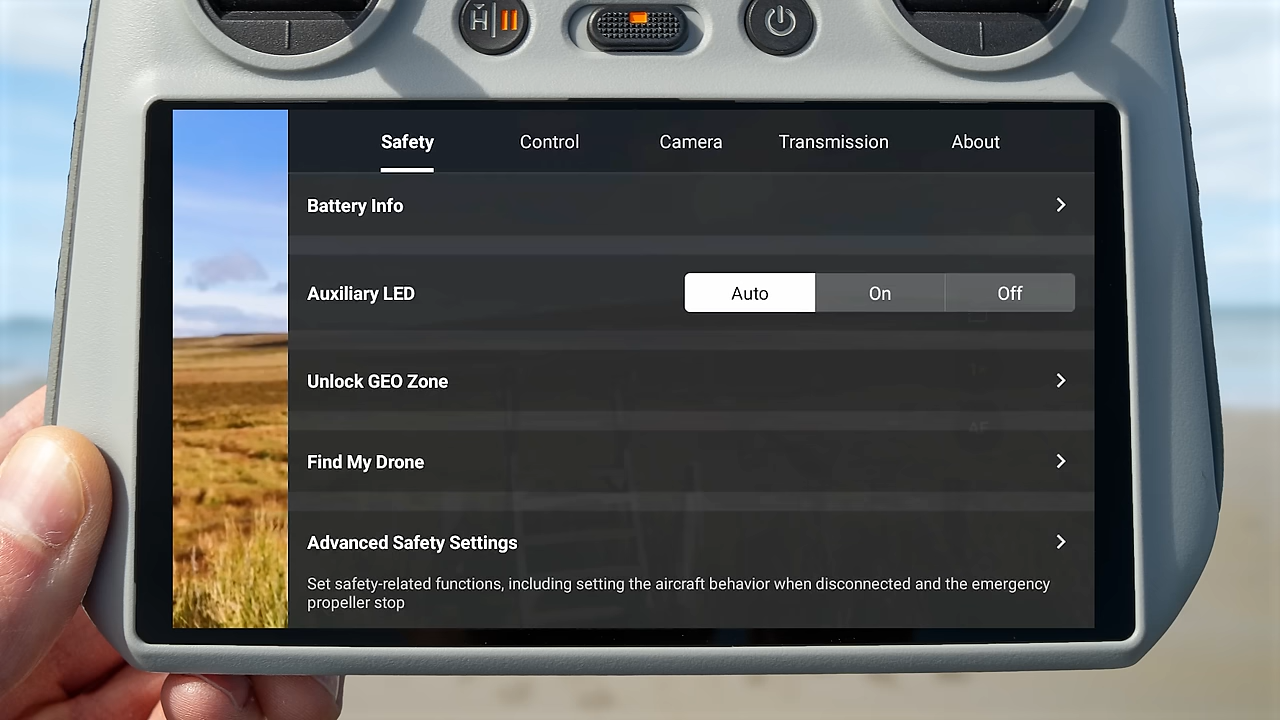 H
Safety Control Camera Transmission About
Battery Info
Auxiliary LED Auto On Off
Unlock GEO Zone
Find My Drone
Advanced Safety Settings
Set safety-related functions, including setting the aircraft behavior when disconnected and the emergency
propeller stop